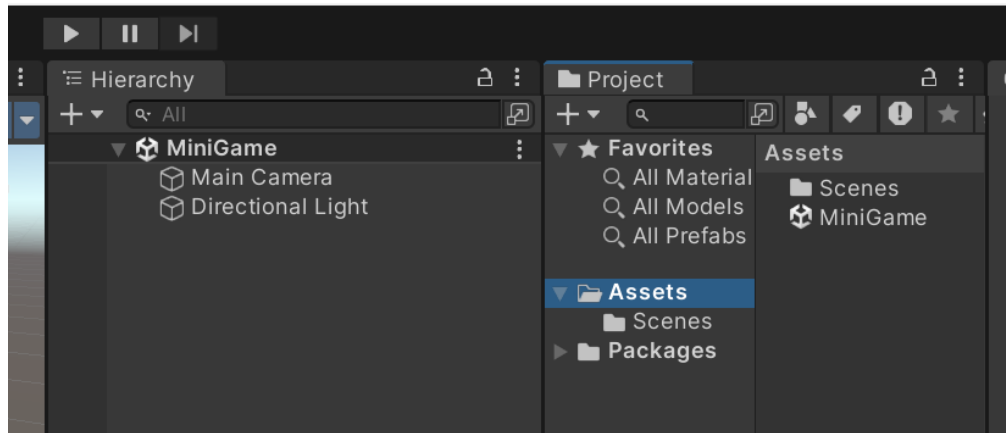 Hierarchy
All
MiniGame
Main Camera
Directional Light
Project
Favorites
All Material
All Models
All Prefabs
Assets
Scenes
Packages
Assets
Scenes
MiniGame